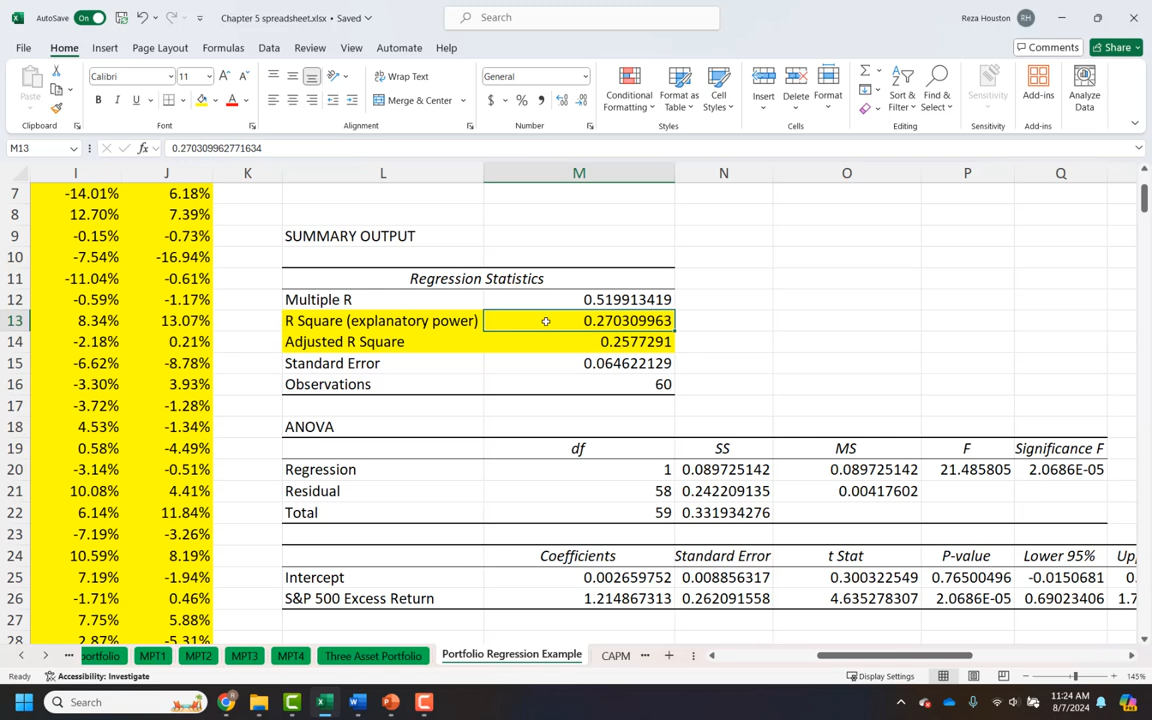 AutoSave On Chapter 5 spreadsheet.xlsx • Saved Search Reza Houston RH
File Home Insert Page Layout Formulas Data Review View Automate Help Comments Share
Paste Calibri 11 Wrap Text General Conditional Formatting Format as Table Cell Styles Insert Delete Format Sort & Filter Find & Select Sensitivity Add-ins Analyze Data
B I U A Merge & Center $ % 9
Clipboard Font Alignment Number Styles Cells Editing Sensitivity Add-ins
M13 fx 0.270309962771634
I J K L M N O P Q
7 -14.01% 6.18%
8 12.70% 7.39%
9 -0.15% -0.73% SUMMARY OUTPUT
10 -7.54% -16.94%
11 -11.04% -0.61% Regression Statistics
12 -0.59% -1.17% Multiple R 0.519913419
13 8.34% 13.07% R Square (explanatory power) 0.270309963
14 -2.18% 0.21% Adjusted R Square 0.2577291
15 -6.62% -8.78% Standard Error 0.064622129
16 -3.30% 3.93% Observations 60
17 -3.72% -1.28%
18 4.53% -1.34% ANOVA
19 0.58% -4.49% df SS MS F Significance F
20 -3.14% -0.51% Regression 1 0.089725142 0.089725142 21.485805 2.0686E-05
21 10.08% 4.41% Residual 58 0.242209135 0.00417602
22 6.14% 11.84% Total 59 0.331934276
23 -7.19% -3.26%
24 10.59% 8.19% Coefficients Standard Error t Stat P-value Lower 95% Up
25 7.19% -1.94% Intercept 0.002659752 0.008856317 0.300322549 0.76500496 -0.0150681 0.
26 -1.71% 0.46% S&P 500 Excess Return 1.214867313 0.262091558 4.635278307 2.0686E-05 0.69023406 1.7
27 7.75% 5.88%
28 2.87% -5.31%
portfolio MPT1 MPT2 MPT3 MPT4 Three Asset Portfolio Portfolio Regression Example CAPM
Ready Accessibility: Investigate Display Settings 145%
Search 11:24 AM
8/7/2024